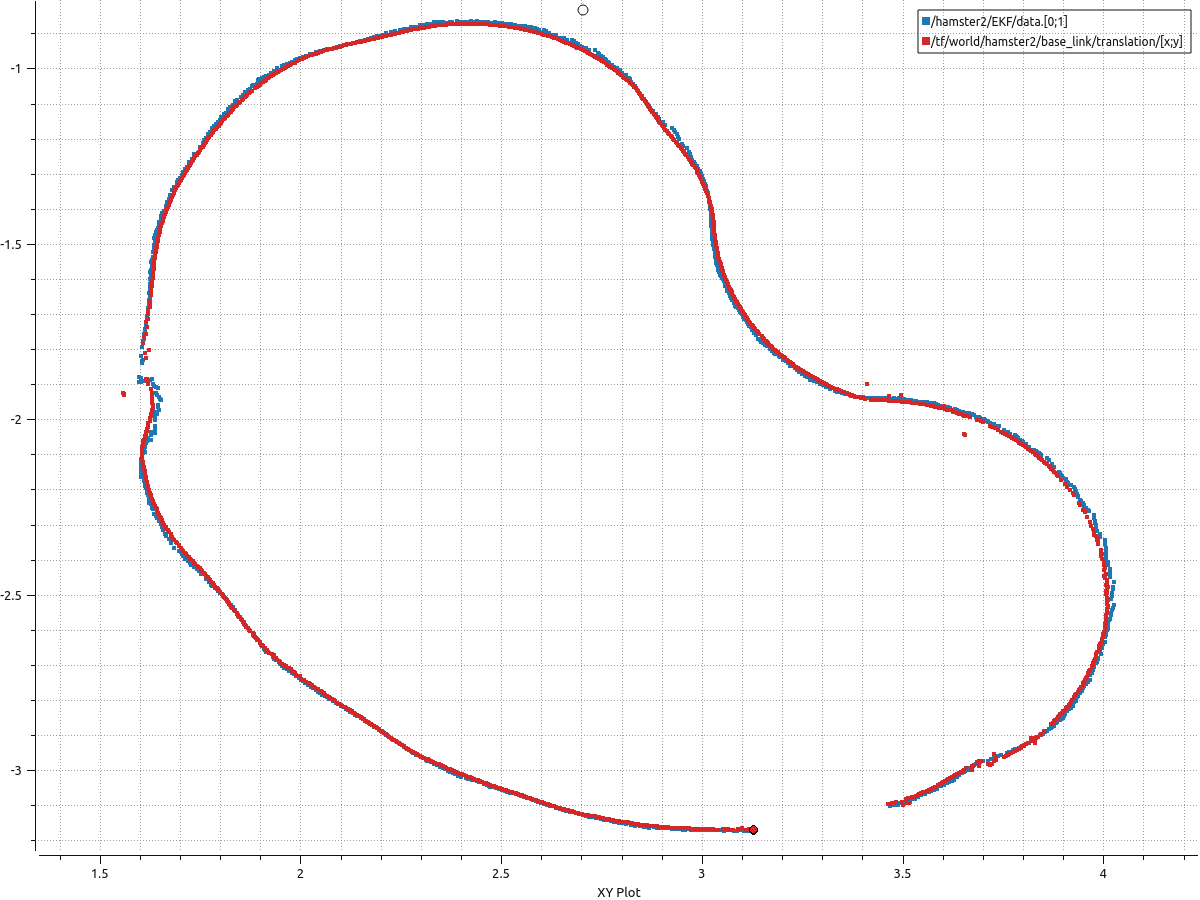 /hamster2/EKF/data.[0;1]
/tf/world/hamster2/base_link/translation/[x;y]
-1
-1.5
-2
-2.5
-3
1.5 2 2.5 3 3.5 4
XY Plot